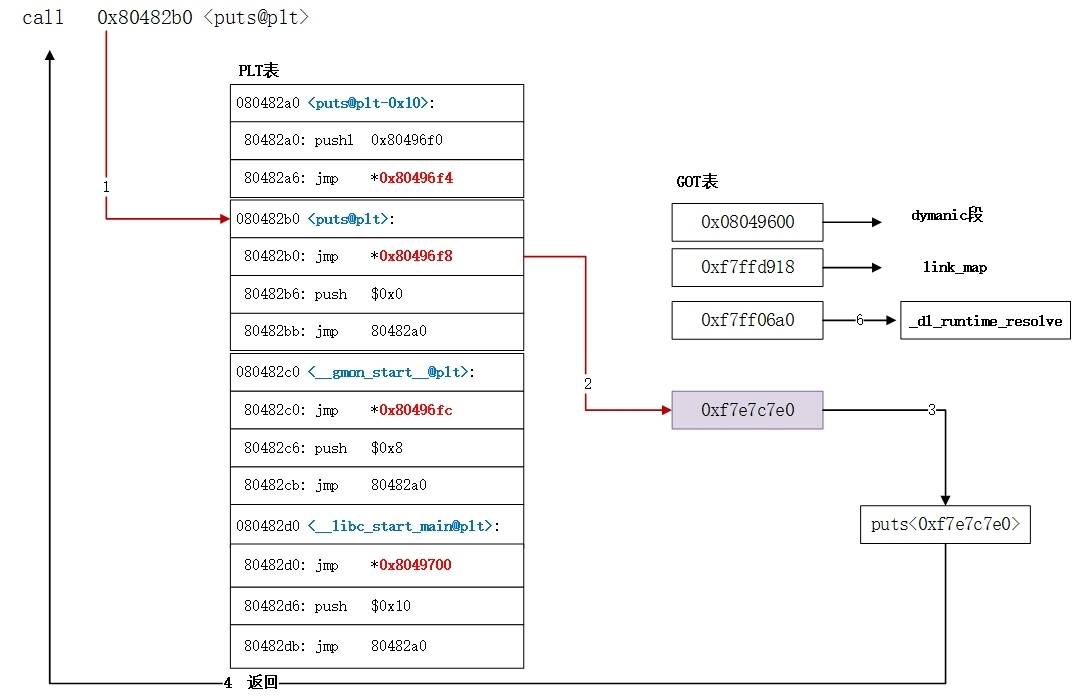 call 0x80482b0 <puts@plt>
PLT表
080482a0 <puts@plt-0x10>:
80482a0: pushl 0x80496f0
80482a6: jmp *0x80496f4
1
080482b0 <puts@plt>:
80482b0: jmp *0x80496f8
80482b6: push $0x0
80482bb: jmp 80482a0
080482c0 <__gmon_start__@plt>:
80482c0: jmp *0x80496fc
80482c6: push $0x8
80482cb: jmp 80482a0
080482d0 <__libc_start_main@plt>:
80482d0: jmp *0x8049700
80482d6: push $0x10
80482db: jmp 80482a0
GOT表
0x08049600
dymanic段
0xf7ffd918
link_map
0xf7ff06a0
6
_dl_runtime_resolve
2
0xf7e7c7e0
3
puts<0xf7e7c7e0>
4 返回